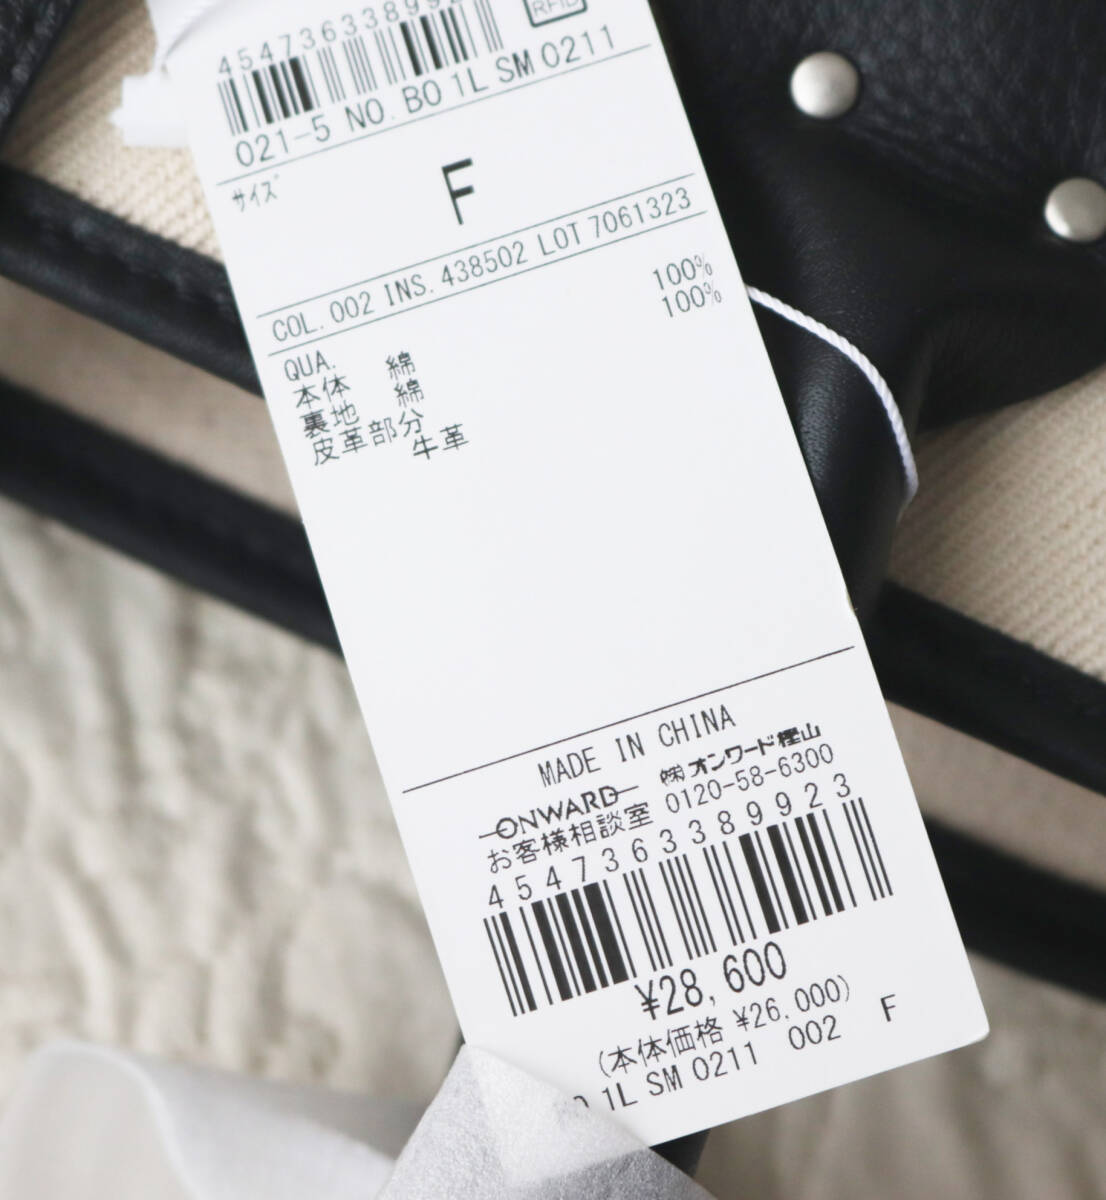 454736338992
RFID
021-5 NO. BO 1L SM 0211
サイズ
F
COL. 002 INS. 438502 LOT 7061323
QUA.
本体 綿 100%
裏地 綿 100%
皮革部分
牛革
MADE IN CHINA
ONWARD ㈱オンワード樫山
お客様相談室 0120-58-6300
4547363389923
¥28,600
(本体価格 ¥26,000)
1L SM 0211 002 F